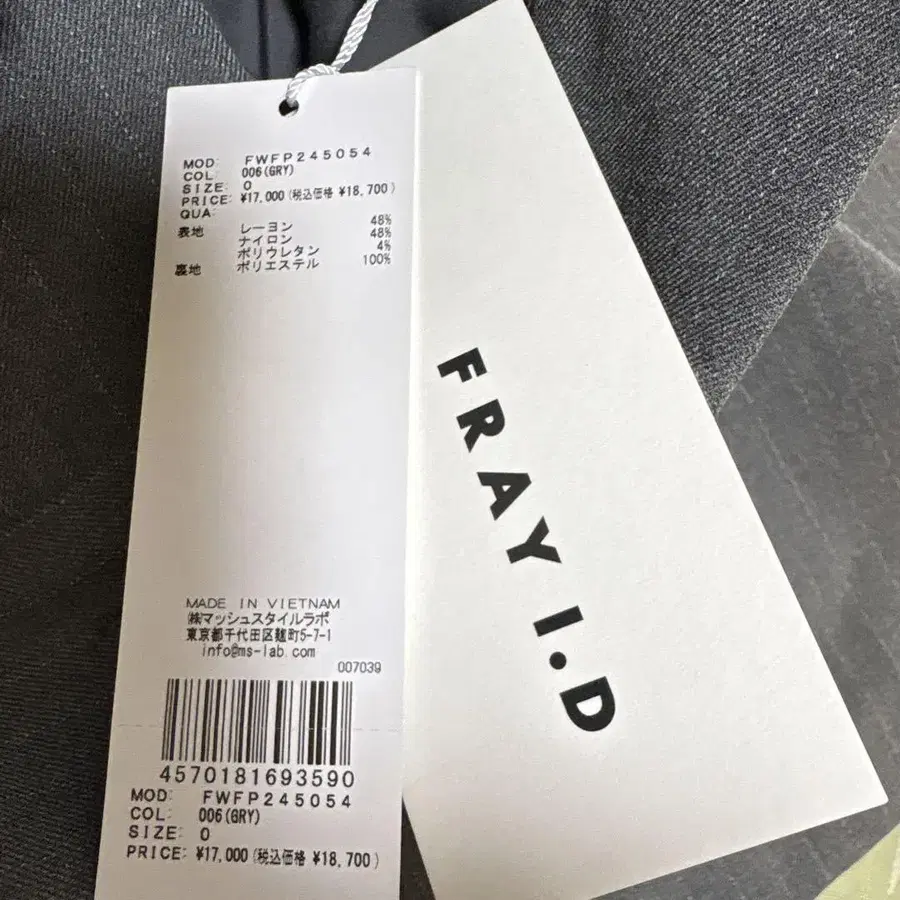 MOD: FWFP245054
COL: 006(GRY)
SIZE: 0
PRICE: ¥17,000(税込価格 ¥18,700)
QUA:
表地 レーヨン 48%
ナイロン 48%
ポリウレタン 4%
裏地 ポリエステル 100%
MADE IN VIETNAM
㈱マッシュスタイルラボ
東京都千代田区麹町5-7-1
info@ms-lab.com
007039
4570181693590
MOD: FWFP245054
COL: 006(GRY)
SIZE: 0
PRICE: ¥17,000(税込価格 ¥18,700)
FRAY I.D